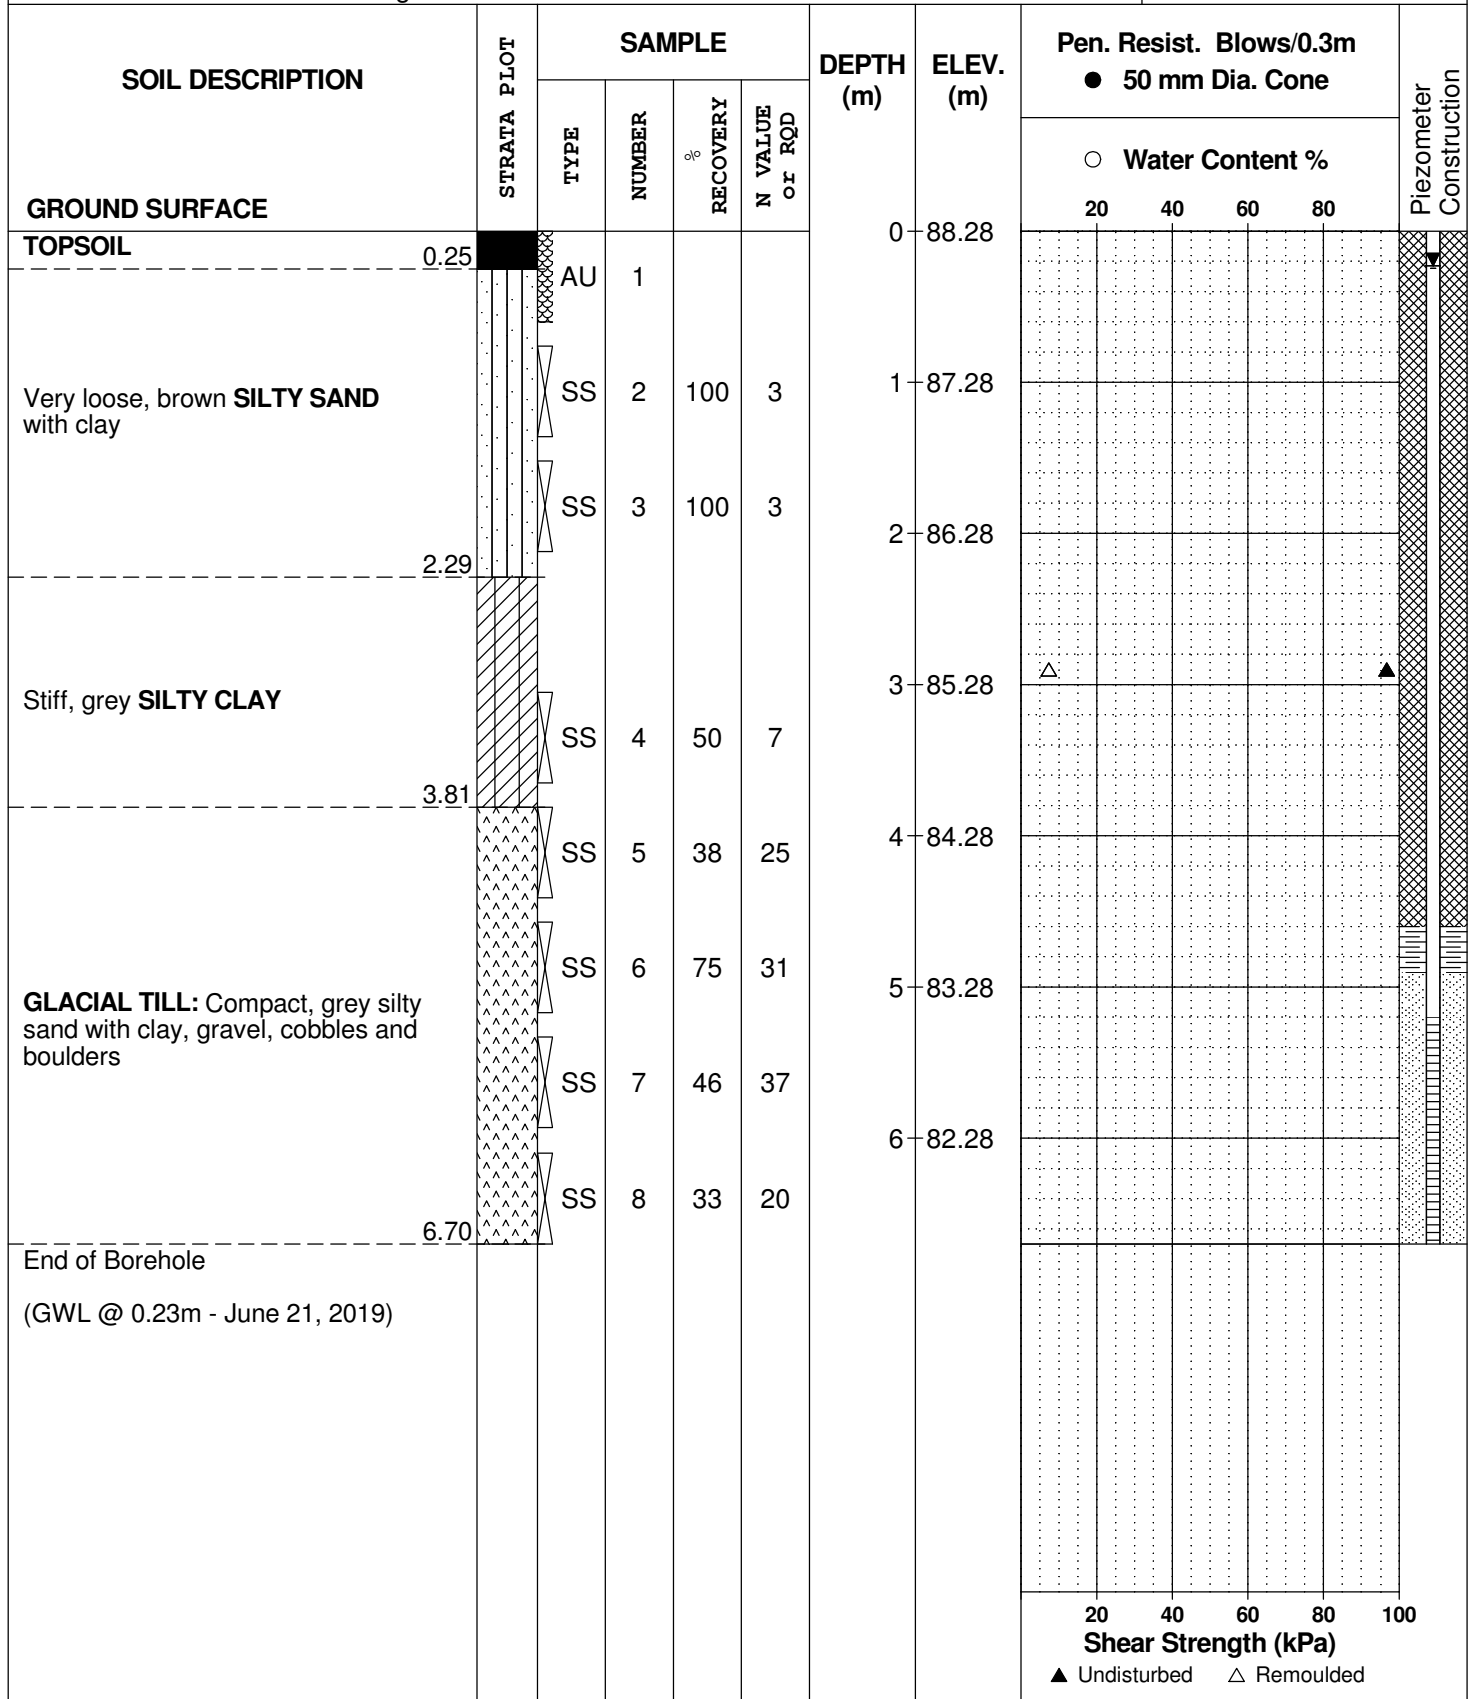 SOIL DESCRIPTION
GROUND SURFACE
STRATA PLOT
SAMPLE
TYPE
NUMBER
%
RECOVERY
N VALUE
or RQD
DEPTH
(m)
ELEV.
(m)
Pen. Resist. Blows/0.3m
● 50 mm Dia. Cone
○ Water Content %
20 40 60 80
Piezometer
Construction
TOPSOIL
0.25
Very loose, brown SILTY SAND
with clay
2.29
Stiff, grey SILTY CLAY
3.81
GLACIAL TILL: Compact, grey silty
sand with clay, gravel, cobbles and
boulders
6.70
End of Borehole
(GWL @ 0.23m - June 21, 2019)
AU 1
SS 2 100 3
SS 3 100 3
SS 4 50 7
SS 5 38 25
SS 6 75 31
SS 7 46 37
SS 8 33 20
0 88.28
1 87.28
2 86.28
3 85.28
4 84.28
5 83.28
6 82.28
20 40 60 80 100
Shear Strength (kPa)
▲ Undisturbed △ Remoulded